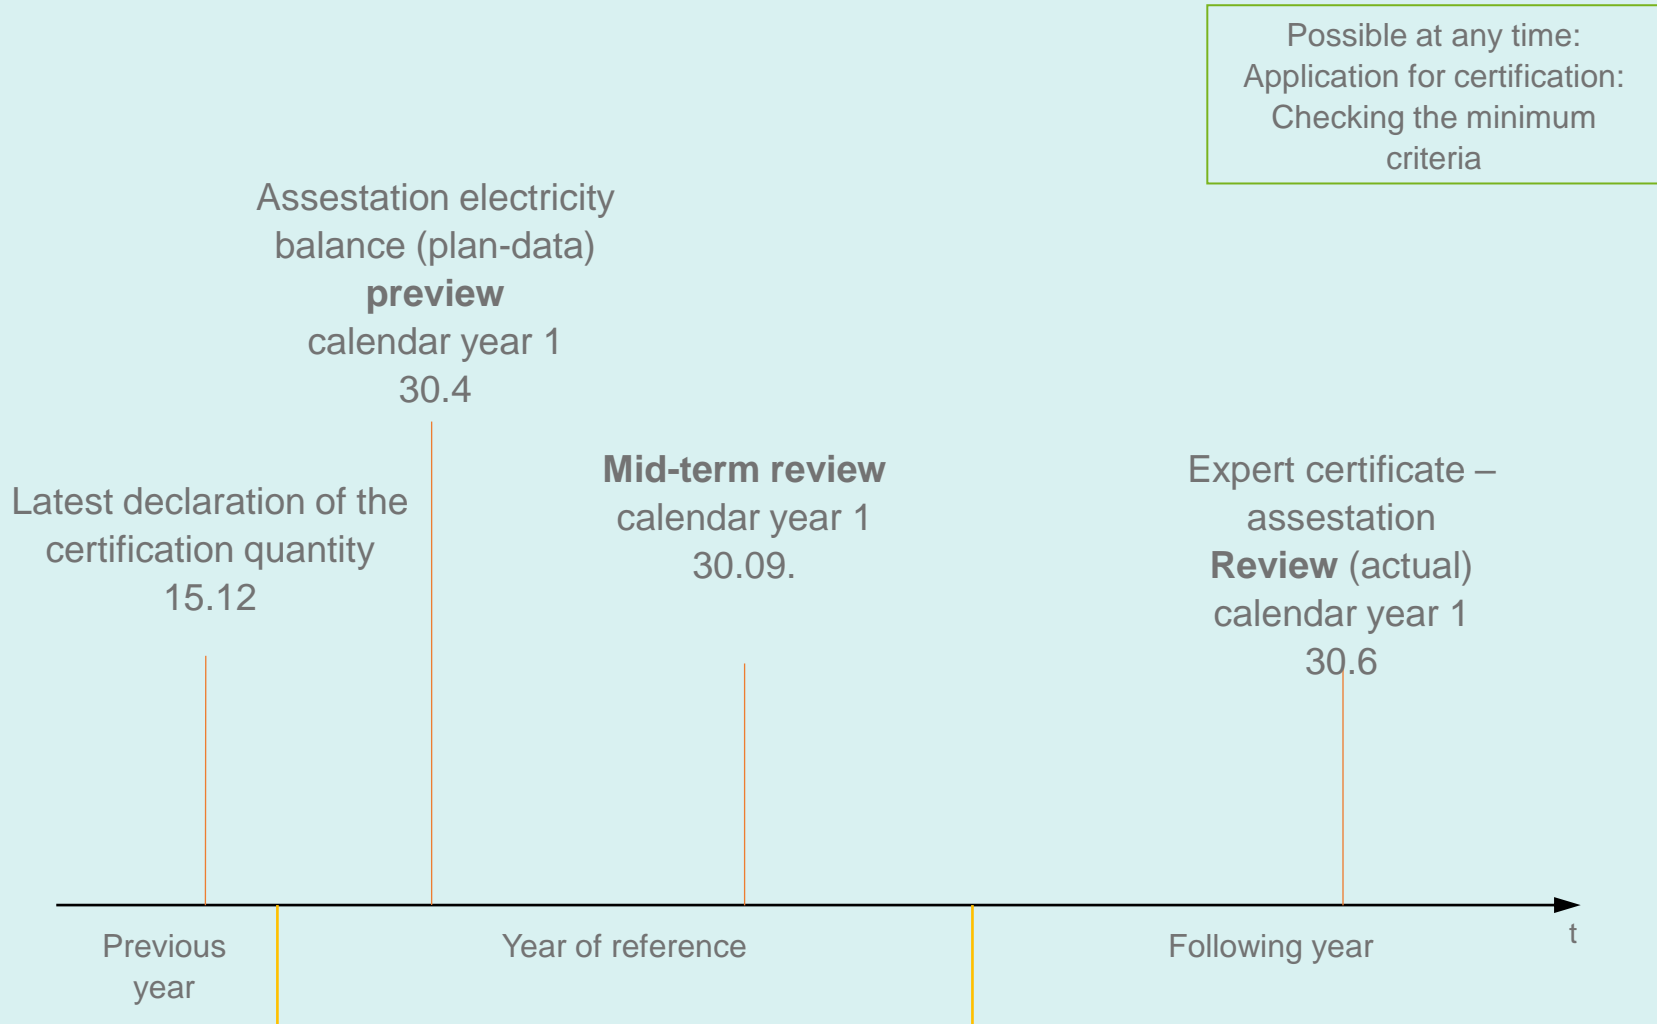 Possible at any time:
Application for certification:
Checking the minimum
criteria
Assestation electricity
balance (plan-data)
preview
calendar year 1
30.4
Latest declaration of the
certification quantity
15.12
Mid-term review
calendar year 1
30.09.
Expert certificate –
assestation
Review (actual)
calendar year 1
30.6
Previous
year
Year of reference
Following year
t